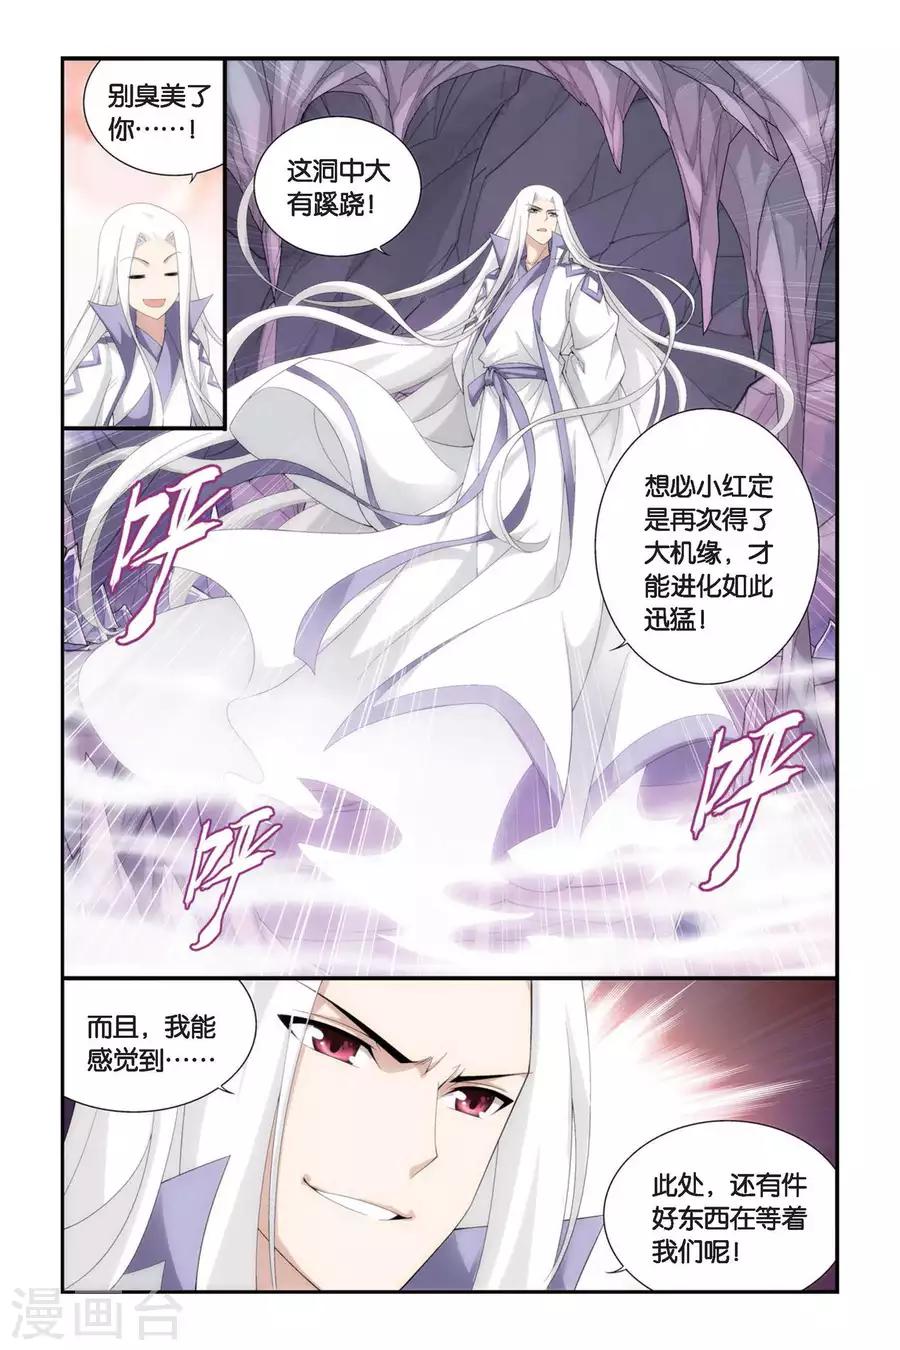 别臭美了
你……!
这洞中大
有蹊跷!
想必小红定
是再次得了
大机缘，才
能进化如此
迅猛!
呼
呼
呼
而且，我能
感觉到……
此处，还有件
好东西在等着
我们呢!
漫画台